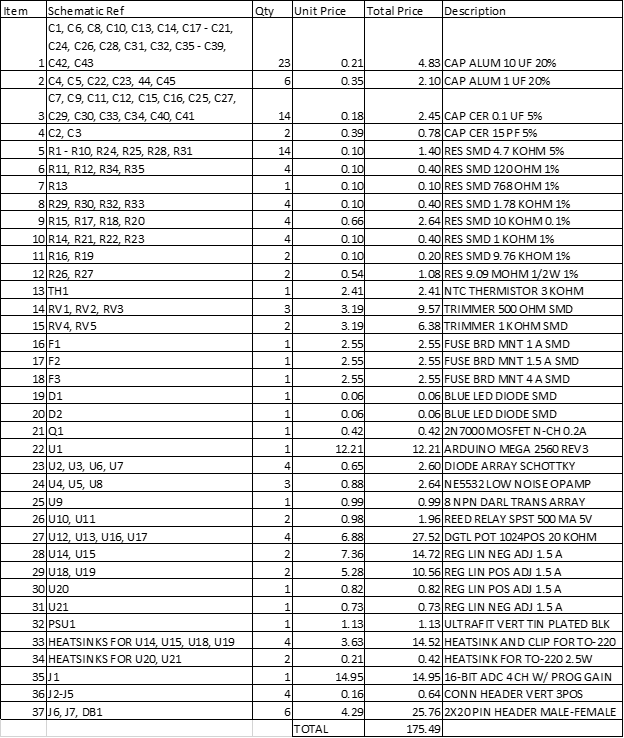 Item Schematic Ref Qty Unit Price Total Price Description
C1, C6, C8, C10, C13, C14, C17 - C21,
C24, C26, C28, C31, C32, C35 - C39,
1 C42, C43 23 0.21 4.83 CAP ALUM 10 UF 20%
2 C4, C5, C22, C23, 44, C45 6 0.35 2.10 CAP ALUM 1 UF 20%
C7, C9, C11, C12, C15, C16, C25, C27,
3 C29, C30, C33, C34, C40, C41 14 0.18 2.45 CAP CER 0.1 UF 5%
4 C2, C3 2 0.39 0.78 CAP CER 15 PF 5%
5 R1 - R10, R24, R25, R28, R31 14 0.10 1.40 RES SMD 4.7 KOHM 5%
6 R11, R12, R34, R35 4 0.10 0.40 RES SMD 120 OHM 1%
7 R13 1 0.10 0.10 RES SMD 768 OHM 1%
8 R29, R30, R32, R33 4 0.10 0.40 RES SMD 1.78 KOHM 1%
9 R15, R17, R18, R20 4 0.66 2.64 RES SMD 10 KOHM 0.1%
10 R14, R21, R22, R23 4 0.10 0.40 RES SMD 1 KOHM 1%
11 R16, R19 2 0.10 0.20 RES SMD 9.76 KHOM 1%
12 R26, R27 2 0.54 1.08 RES 9.09 MOHM 1/2W 1%
13 TH1 1 2.41 2.41 NTC THERMISTOR 3 KOHM
14 RV1, RV2, RV3 3 3.19 9.57 TRIMMER 500 OHM SMD
15 RV4, RV5 2 3.19 6.38 TRIMMER 1 KOHM SMD
16 F1 1 2.55 2.55 FUSE BRD MNT 1 A SMD
17 F2 1 2.55 2.55 FUSE BRD MNT 1.5 A SMD
18 F3 1 2.55 2.55 FUSE BRD MNT 4 A SMD
19 D1 1 0.06 0.06 BLUE LED DIODE SMD
20 D2 1 0.06 0.06 BLUE LED DIODE SMD
21 Q1 1 0.42 0.42 2N7000 MOSFET N-CH 0.2A
22 U1 1 12.21 12.21 ARDUINO MEGA 2560 REV3
23 U2, U3, U6, U7 4 0.65 2.60 DIODE ARRAY SCHOTTKY
24 U4, U5, U8 3 0.88 2.64 NE5532 LOW NOISE OPAMP
25 U9 1 0.99 0.99 8 NPN DARL TRANS ARRAY
26 U10, U11 2 0.98 1.96 REED RELAY SPST 500 MA 5V
27 U12, U13, U16, U17 4 6.88 27.52 DGTL POT 1024POS 20 KOHM
28 U14, U15 2 7.36 14.72 REG LIN NEG ADJ 1.5 A
29 U18, U19 2 5.28 10.56 REG LIN POS ADJ 1.5 A
30 U20 1 0.82 0.82 REG LIN POS ADJ 1.5 A
31 U21 1 0.73 0.73 REG LIN NEG ADJ 1.5 A
32 PSU1 1 1.13 1.13 ULTRAFIT VERT TIN PLATED BLK
33 HEATSINKS FOR U14, U15, U18, U19 4 3.63 14.52 HEATSINK AND CLIP FOR TO-220
34 HEATSINKS FOR U20, U21 2 0.21 0.42 HEATSINK FOR TO-220 2.5W
35 J1 1 14.95 14.95 16-BIT ADC 4 CH W/ PROG GAIN
36 J2-J5 4 0.16 0.64 CONN HEADER VERT 3POS
37 J6, J7, DB1 6 4.29 25.76 2X20 PIN HEADER MALE-FEMALE
TOTAL 175.49